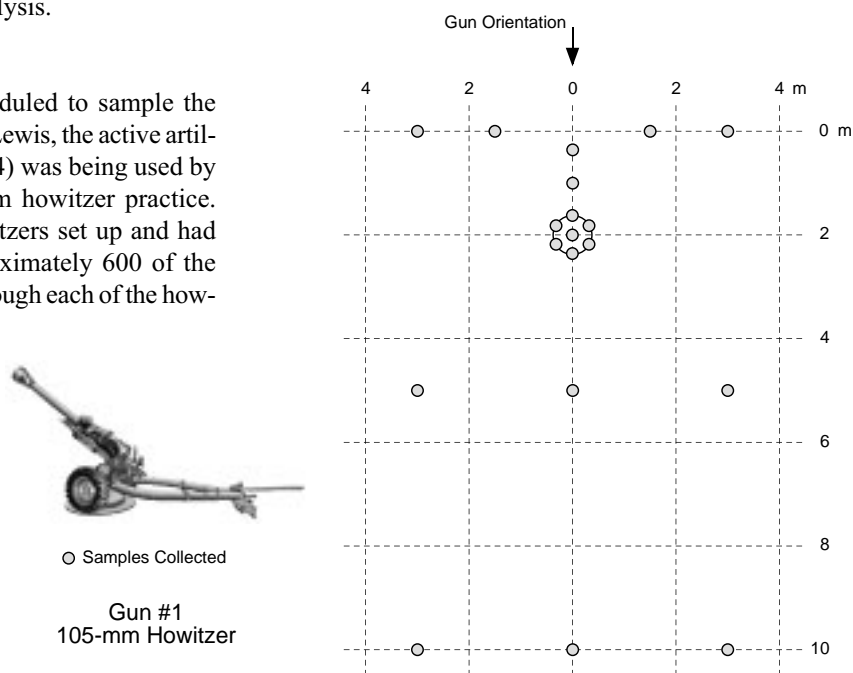 lysis.
duled to sample the
Lewis, the active artil-
4) was being used by
m howitzer practice.
tzers set up and had
ximately 600 of the
ough each of the how-
Samples Collected
Gun #1
105-mm Howitzer
Gun Orientation
4 2 0 2 4 m
0 m
2
4
6
8
10